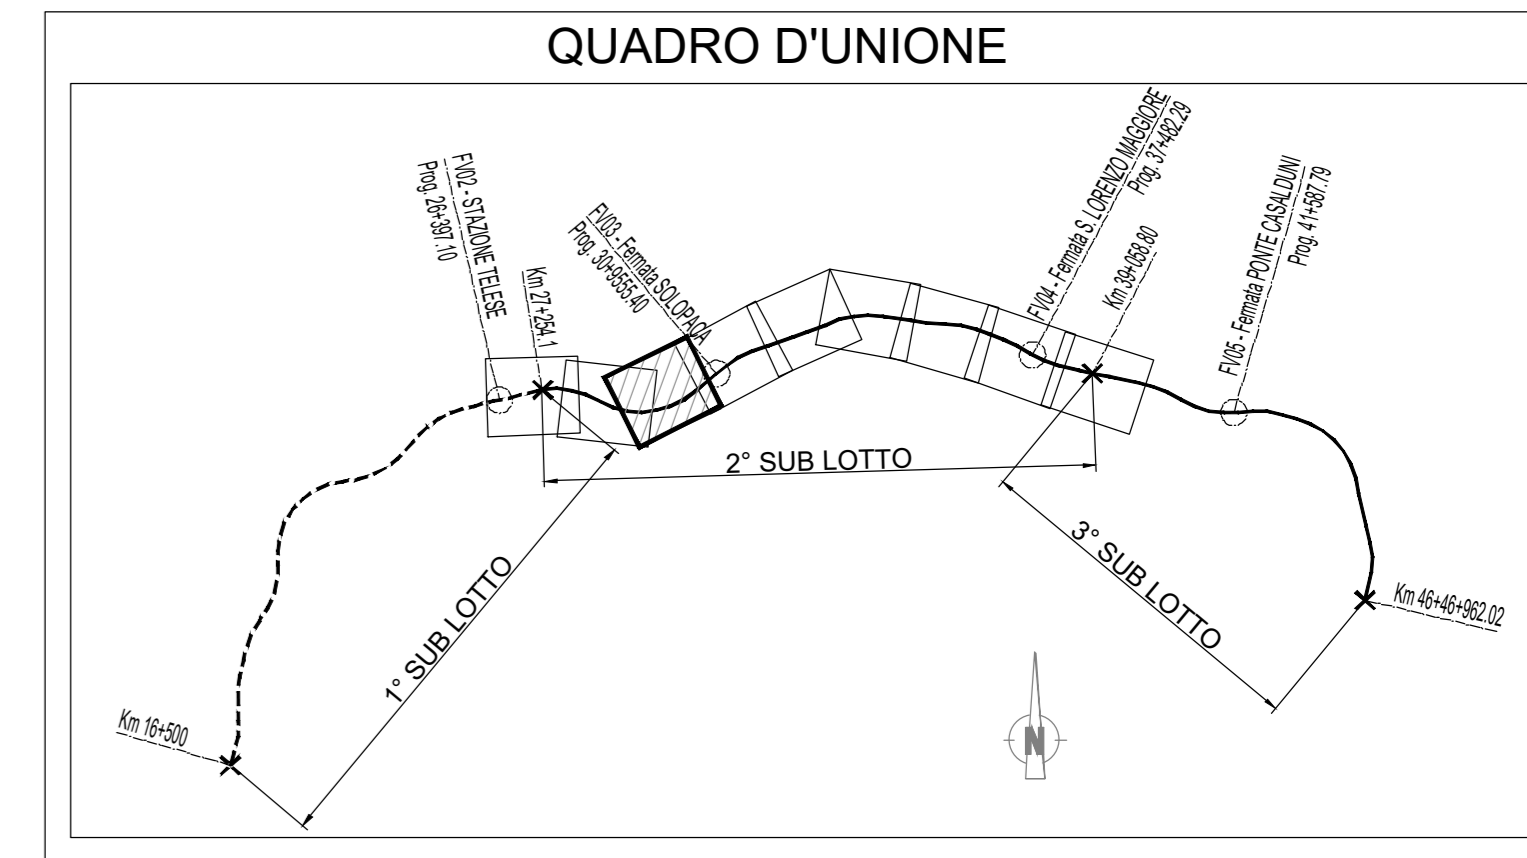 QUADRO D'UNIONE
FV02 - STAZIONE TELESE
Prog. 26+397.10
Km 27+254.1
FV03 - Fermata SOLOPACA
Prog. 30+9555.40
FV04 - Fermata S. LORENZO MAGGIORE
Prog. 37+482.29
Km 39+058.80
FV05 - Fermata PONTE CASALDUNI
Prog. 41+587.79
2° SUB LOTTO
1° SUB LOTTO
3° SUB LOTTO
Km 46+46+962.02
Km 16+500
N